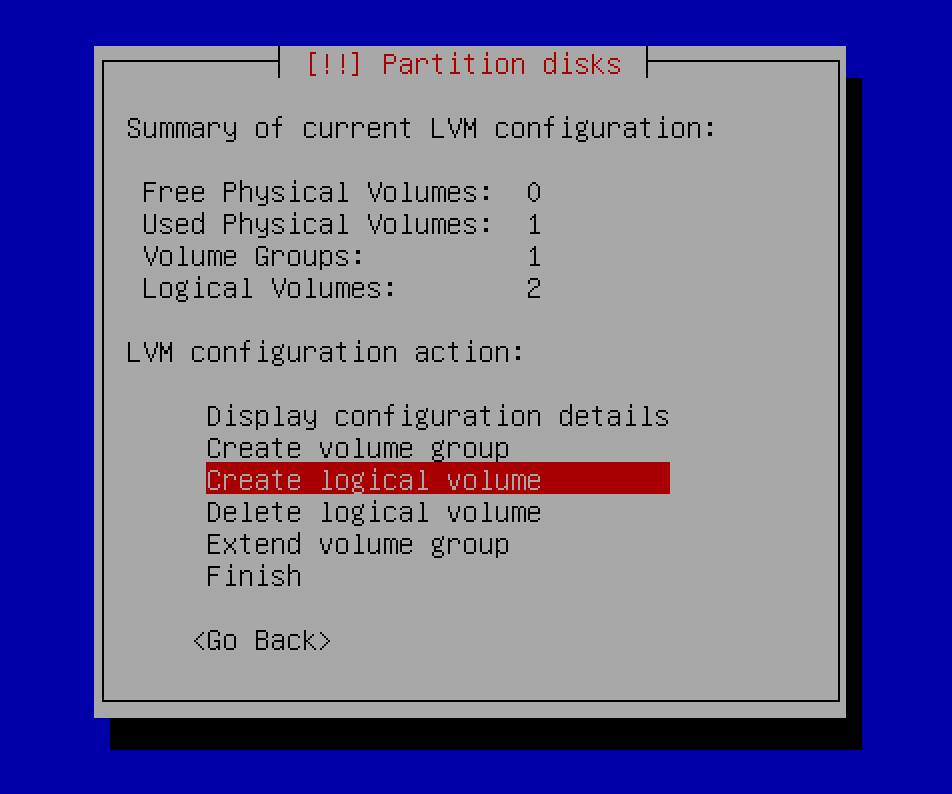 [!!] Partition disks
Summary of current LVM configuration:
Free Physical Volumes: 0
Used Physical Volumes: 1
Volume Groups: 1
Logical Volumes: 2
LVM configuration action:
Display configuration details
Create volume group
Create logical volume
Delete logical volume
Extend volume group
Finish
<Go Back>